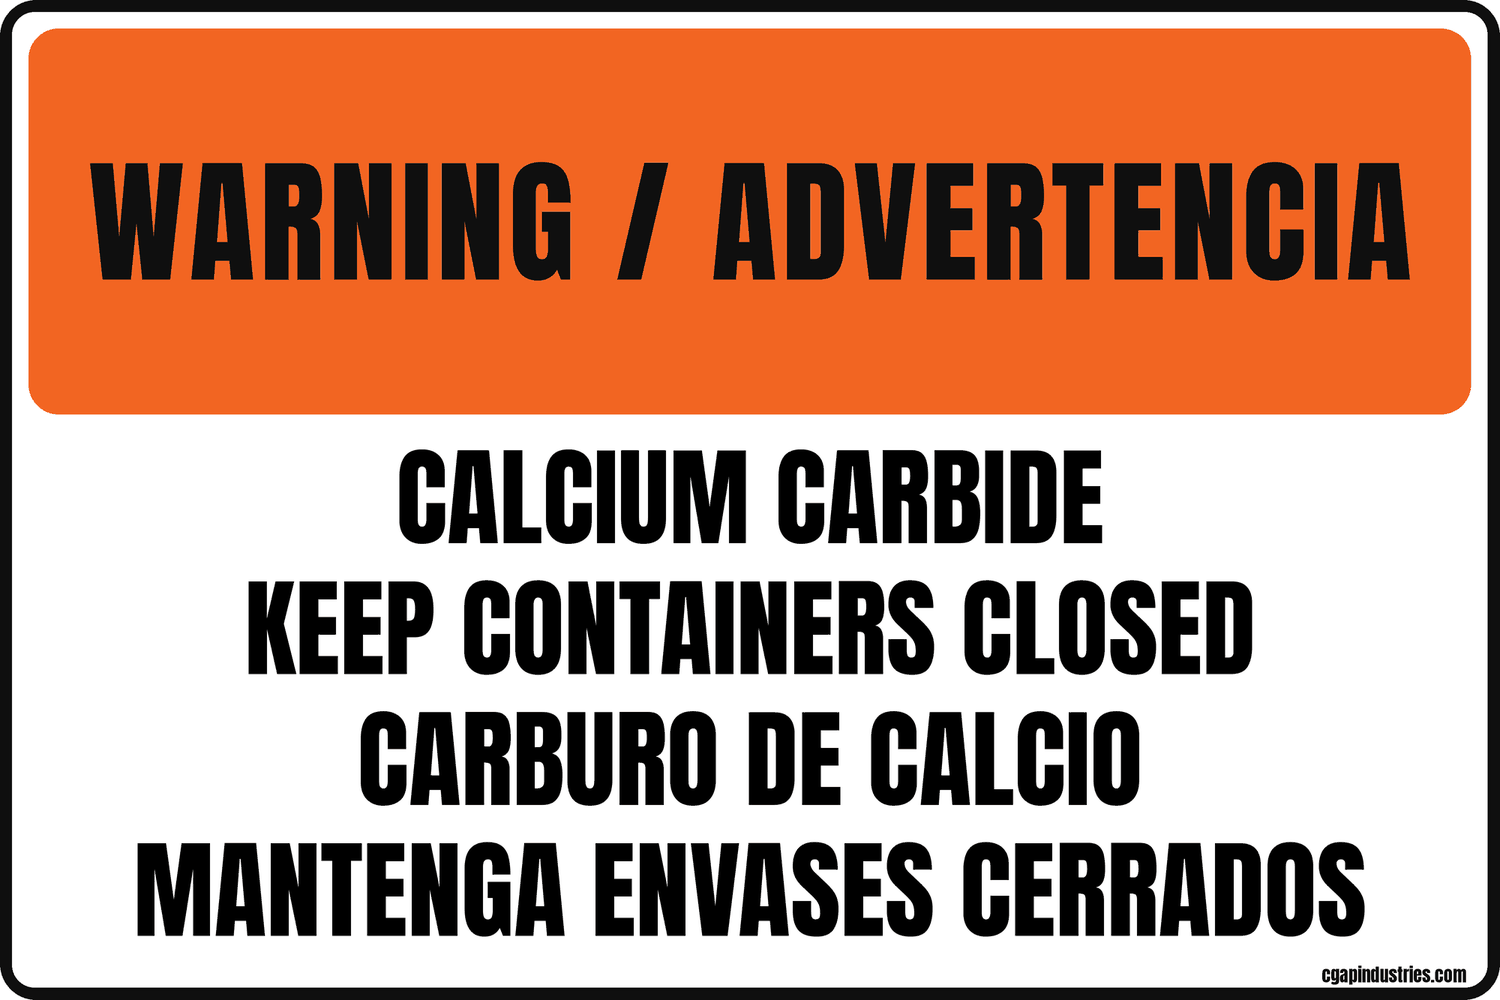 WARNING / ADVERTENCIA
CALCIUM CARBIDE
KEEP CONTAINERS CLOSED
CARBURO DE CALCIO
MANTENGA ENVASES CERRADOS
cgapindustries.com